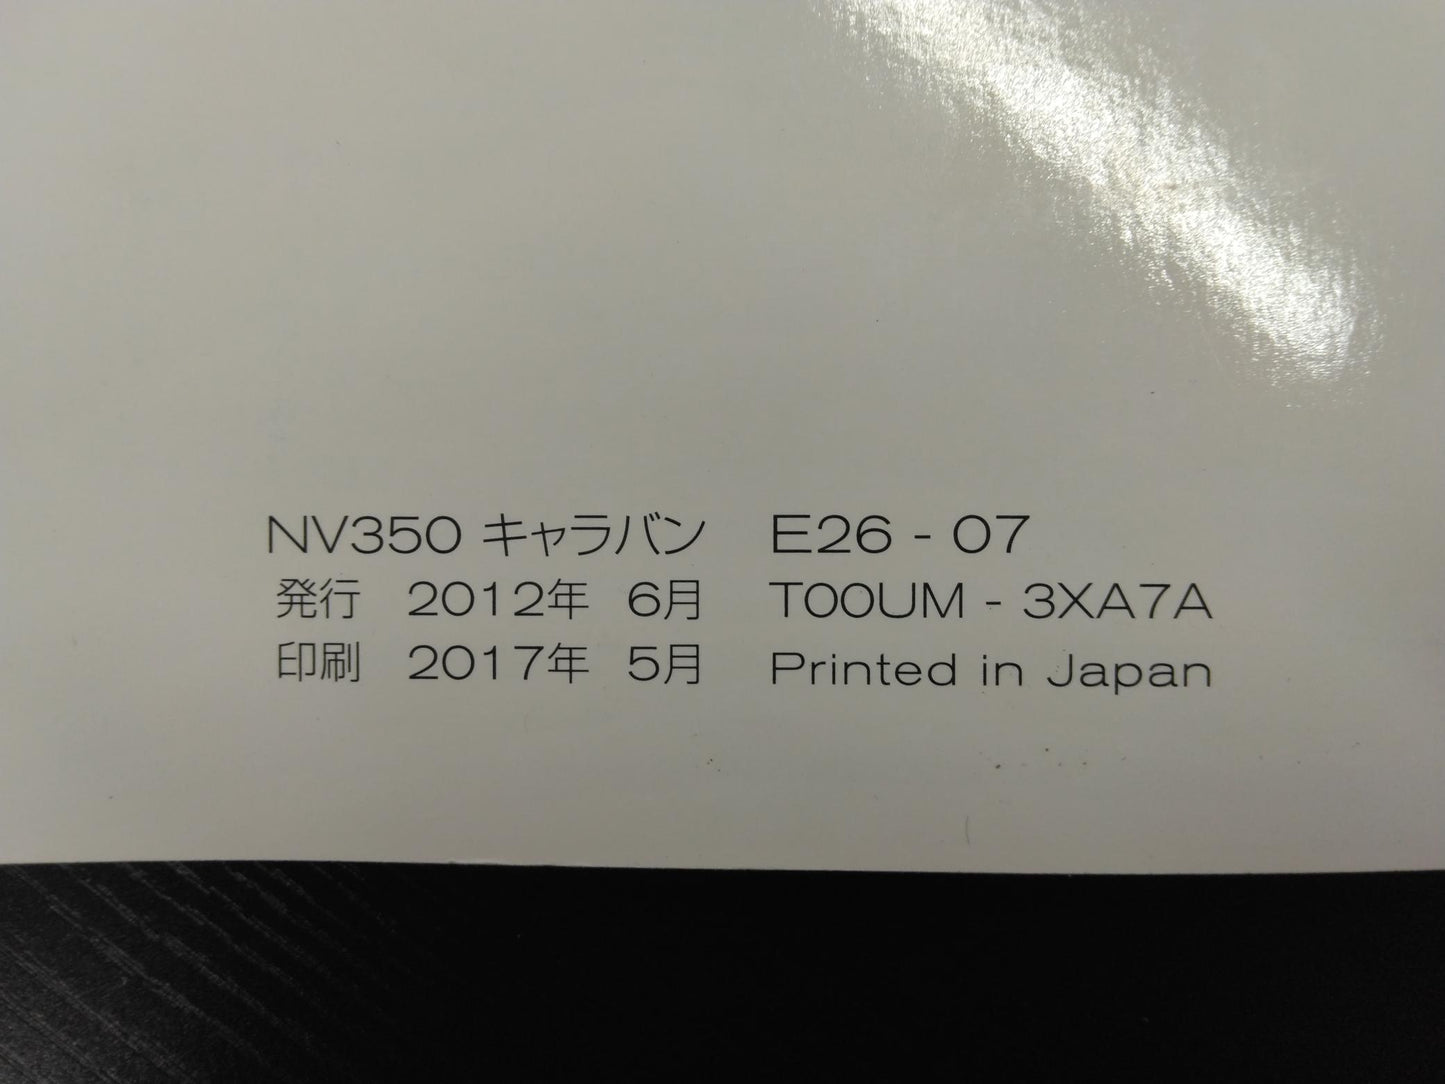 NV350 キャラバン E26 - 07
発行 2012年 6月 T00UM - 3XA7A
印刷 2017年 5月 Printed in Japan